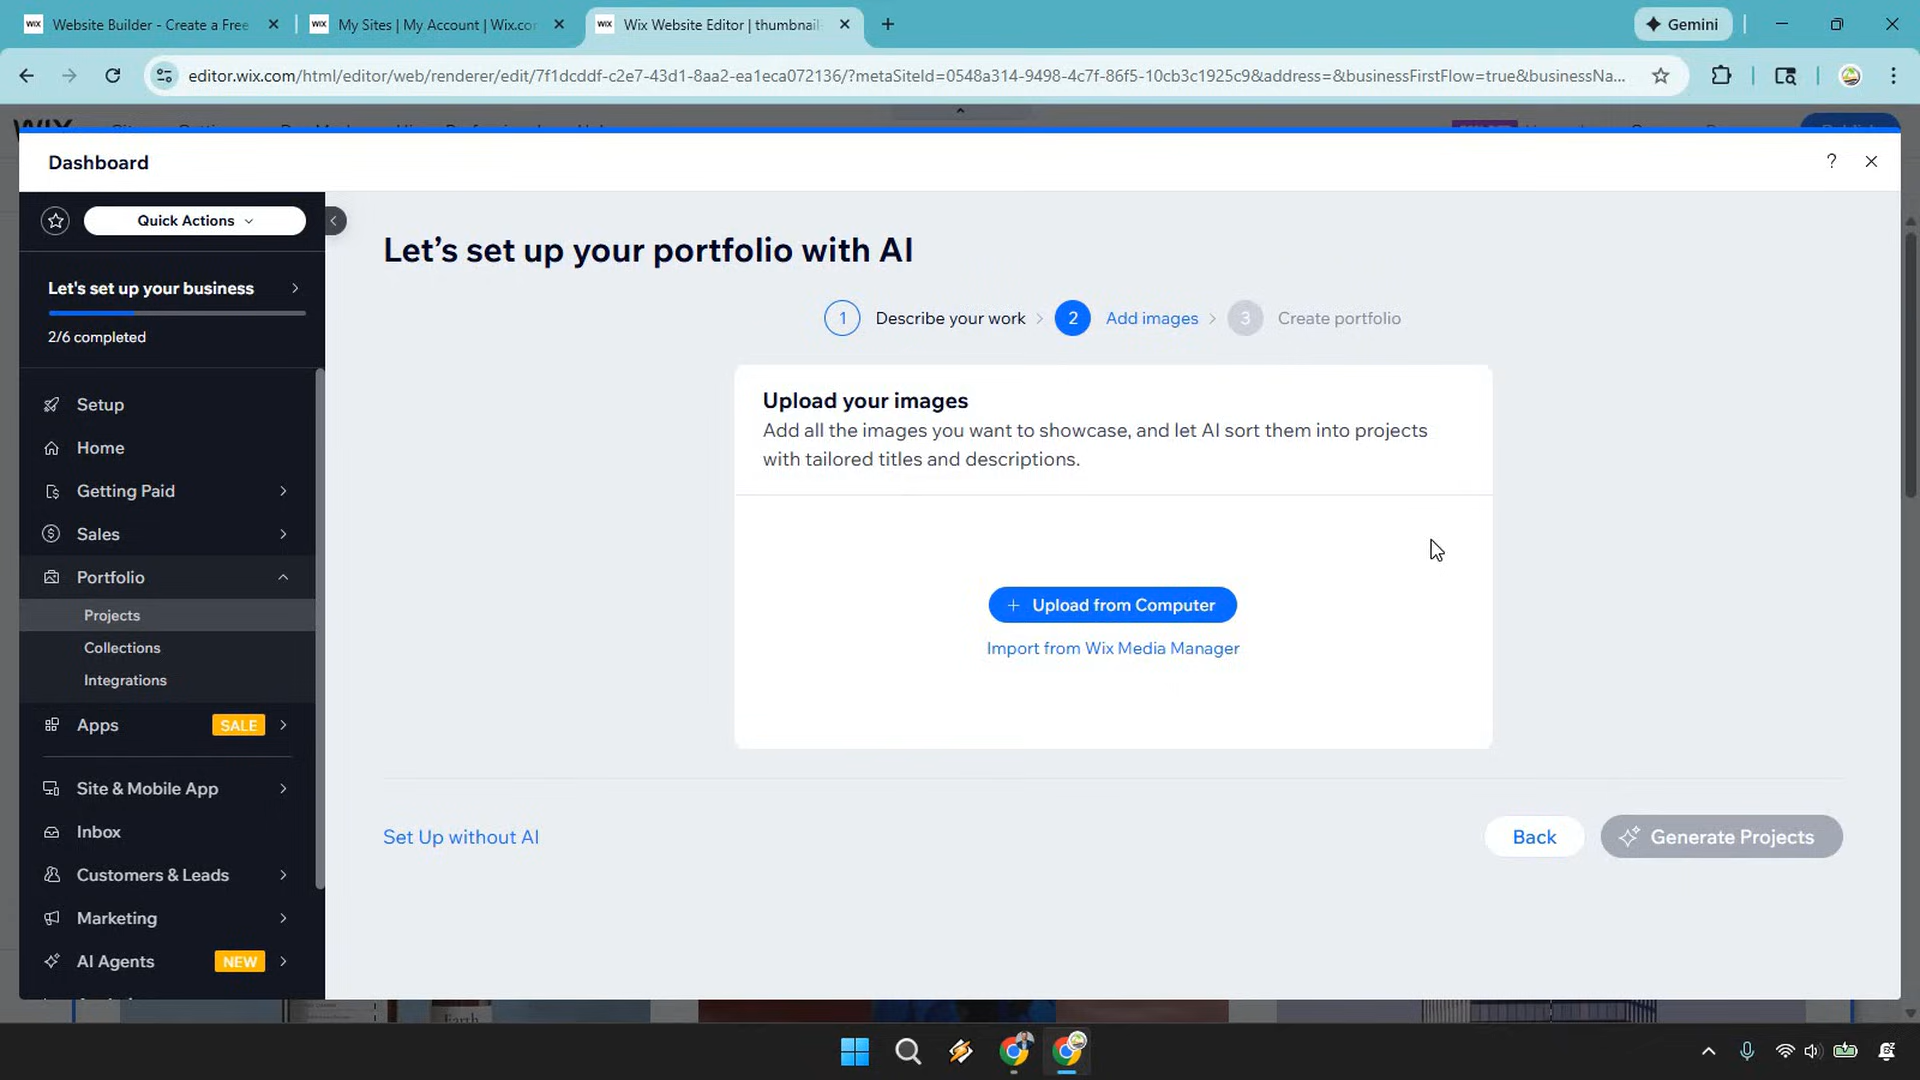 WIX Website Builder - Create a Free
WIX My Sites | My Account | Wix.co
WIX Wix Website Editor | thumbnail
Gemini
editor.wix.com/html/editor/web/renderer/edit/7f1dcddf-c2e7-43d1-8aa2-ea1eca072136/?metaSiteId=0548a314-9498-4c7f-86f5-10cb3c1925c9&address=&businessFirstFlow=true&businessNa...
Dashboard
?
Quick Actions
Let's set up your business
2/6 completed
Setup
Home
Getting Paid
Sales
Portfolio
Projects
Collections
Integrations
Apps SALE
Site & Mobile App
Inbox
Customers & Leads
Marketing
AI Agents NEW
Let’s set up your portfolio with AI
1 Describe your work 2 Add images 3 Create portfolio
Upload your images
Add all the images you want to showcase, and let AI sort them into projects
with tailored titles and descriptions.
+ Upload from Computer
Import from Wix Media Manager
Set Up without AI
Back
Generate Projects
Earth